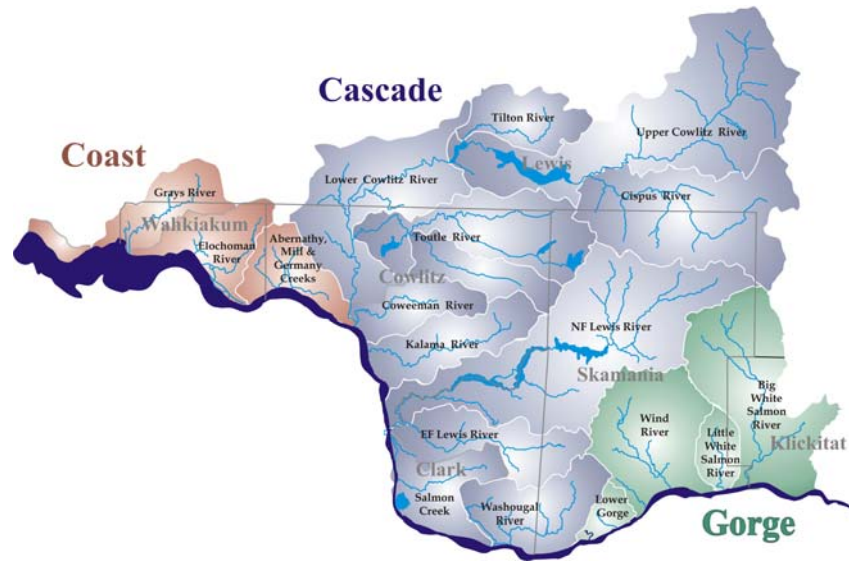 Cascade
Coast
Tilton River
Upper Cowlitz River
Lewis
Lower Cowlitz River
Cispus River
Grays River
Wahkiakum
Elochoman
River
Abernathy,
Mill &
Germany
Creeks
Toutle River
Cowlitz
Coweeman River
Kalama River
NF Lewis River
Skamania
Big
White
Salmon
River
Wind
River
Little
White
Salmon
River
Klickitat
EF Lewis River
Clark
Salmon
Creek
Washougal
River
Lower
Gorge
Gorge